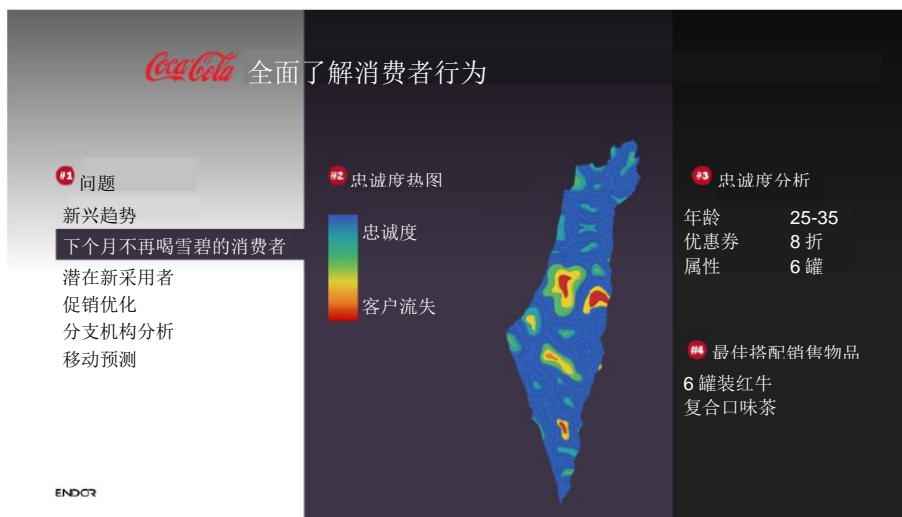 Coca-Cola 全面了解消费者行为
#1 问题
新兴趋势
下个月不再喝雪碧的消费者
潜在新采用者
促销优化
分支机构分析
移动预测
#2 忠诚度热图
忠诚度
客户流失
#3 忠诚度分析
年龄 25-35
优惠券 8 折
属性 6 罐
#4 最佳搭配销售物品
6 罐装红牛
复合口味茶
ENDOR